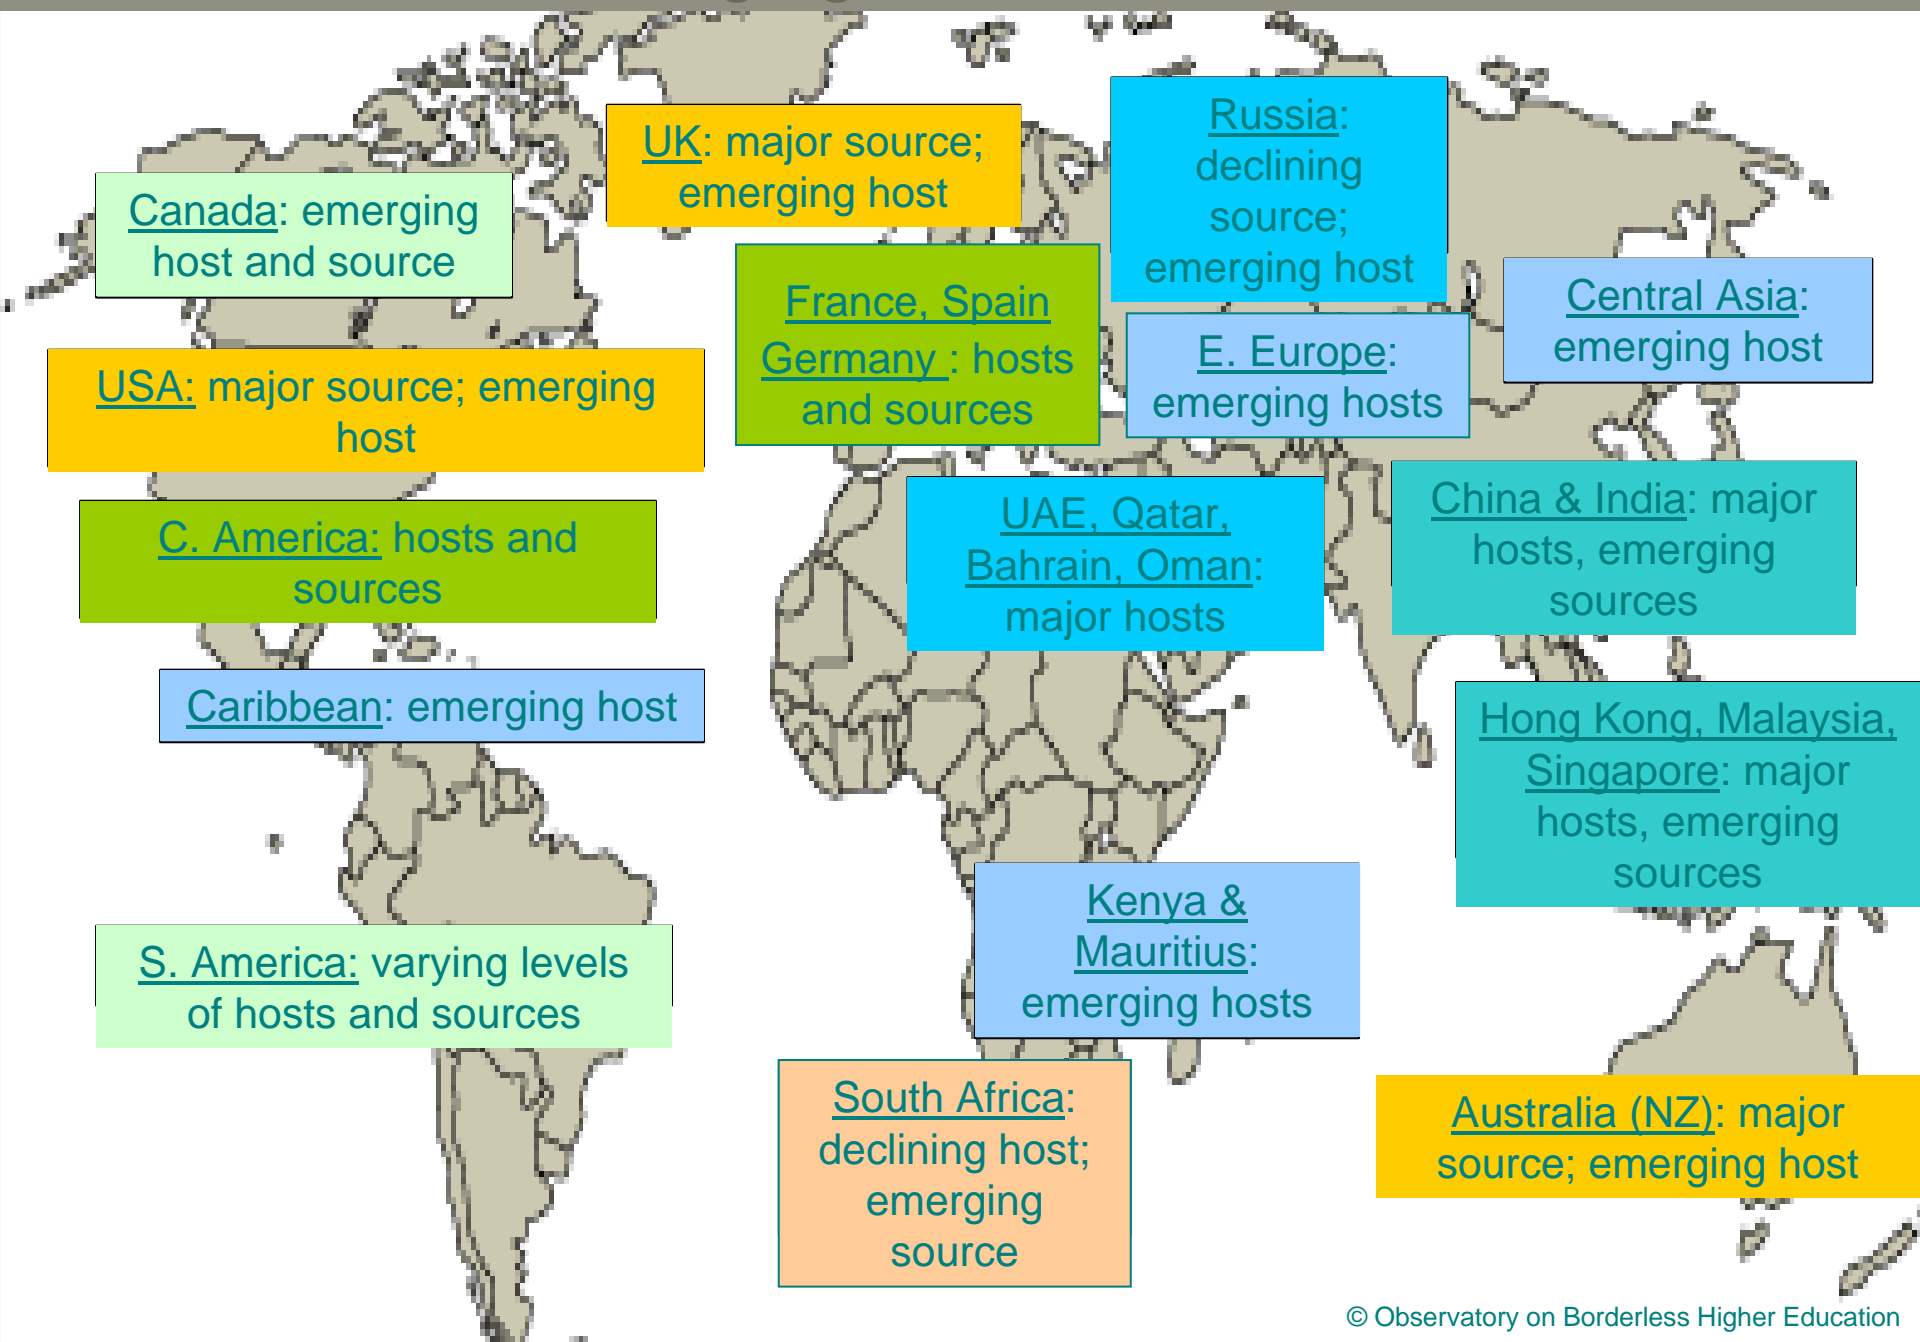 UK: major source;
emerging host
Russia:
declining
source;
emerging host
Canada: emerging
host and source
France, Spain
Germany : hosts
and sources
Central Asia:
emerging host
E. Europe:
emerging hosts
USA: major source; emerging
host
C. America: hosts and
sources
UAE, Qatar,
Bahrain, Oman:
major hosts
China & India: major
hosts, emerging
sources
Caribbean: emerging host
Hong Kong, Malaysia,
Singapore: major
hosts, emerging
sources
Kenya &
Mauritius:
emerging hosts
S. America: varying levels
of hosts and sources
South Africa:
declining host;
emerging
source
Australia (NZ): major
source; emerging host
© Observatory on Borderless Higher Education